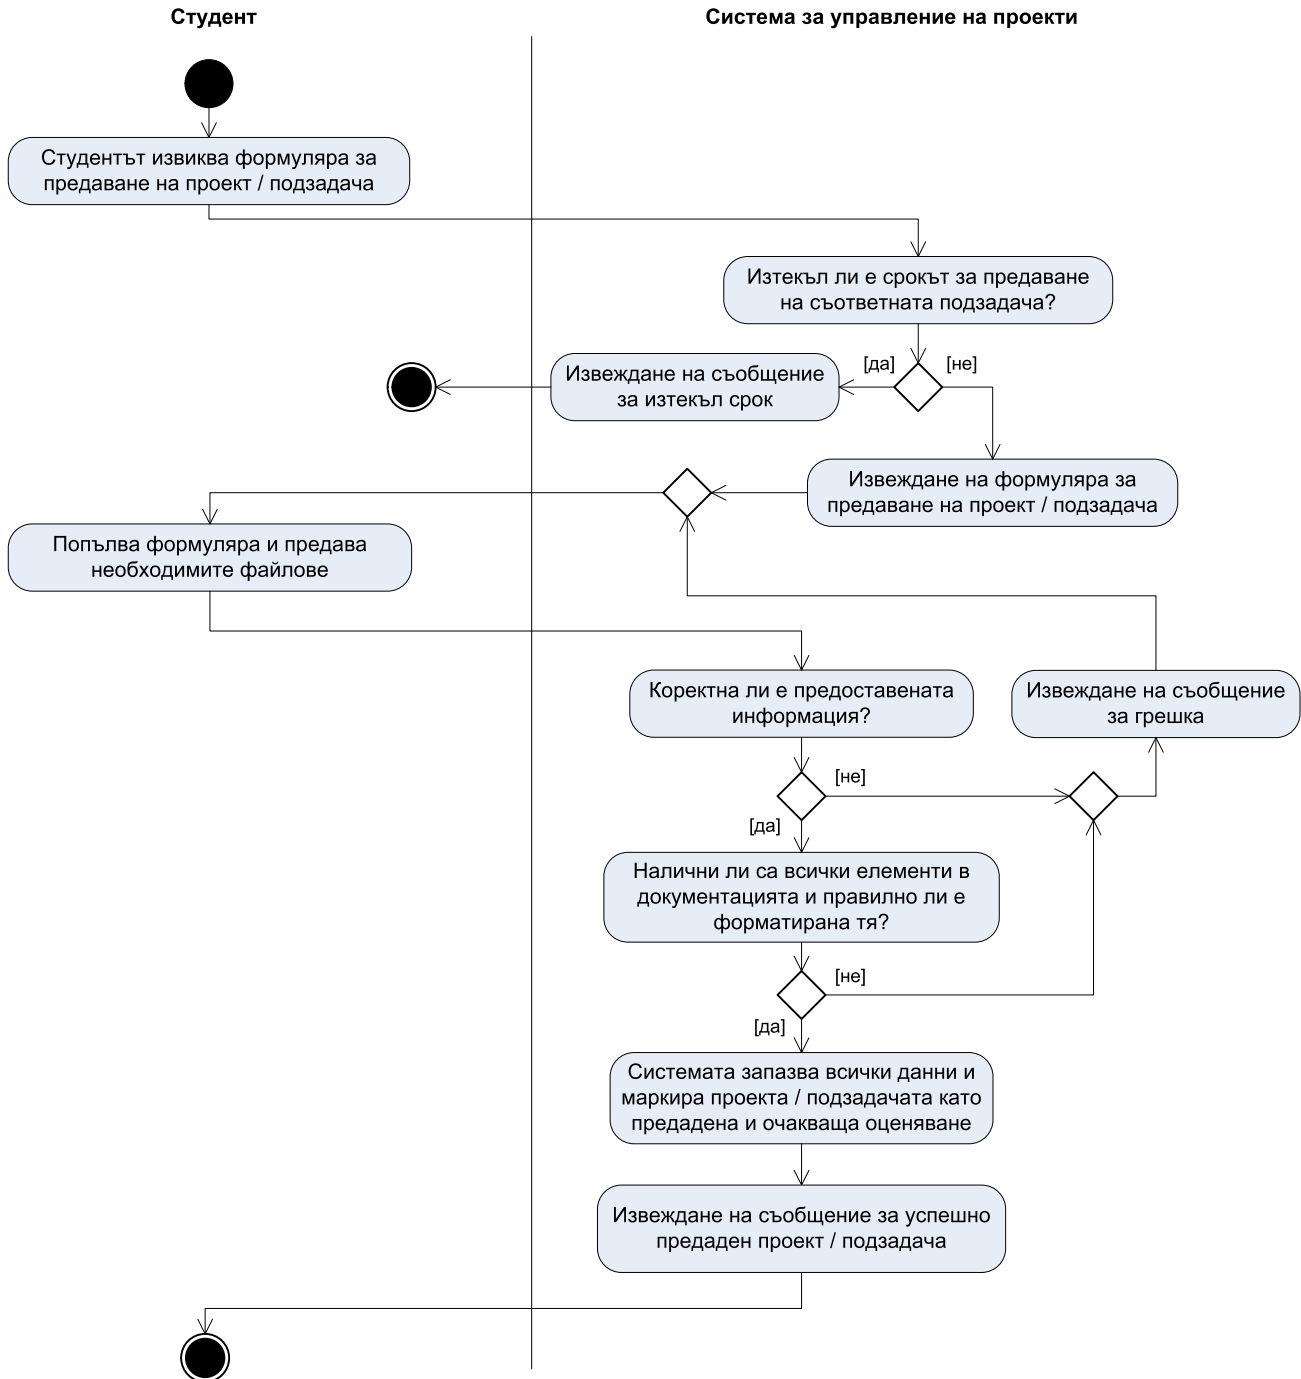 Студент
Система за управление на проекти
Студентът извиква формуляра за
предаване на проект / подзадача
Изтекъл ли е срокът за предаване
на съответната подзадача?
[да]
[не]
Извеждане на съобщение
за изтекъл срок
Извеждане на формуляра за
предаване на проект / подзадача
Попълва формуляра и предава
необходимите файлове
Коректна ли е предоставената
информация?
Извеждане на съобщение
за грешка
[не]
[да]
Налични ли са всички елементи в
документацията и правилно ли е
форматирана тя?
[не]
[да]
Системата запазва всички данни и
маркира проекта / подзадачата като
предадена и очакваща оценяване
Извеждане на съобщение за успешно
предаден проект / подзадача